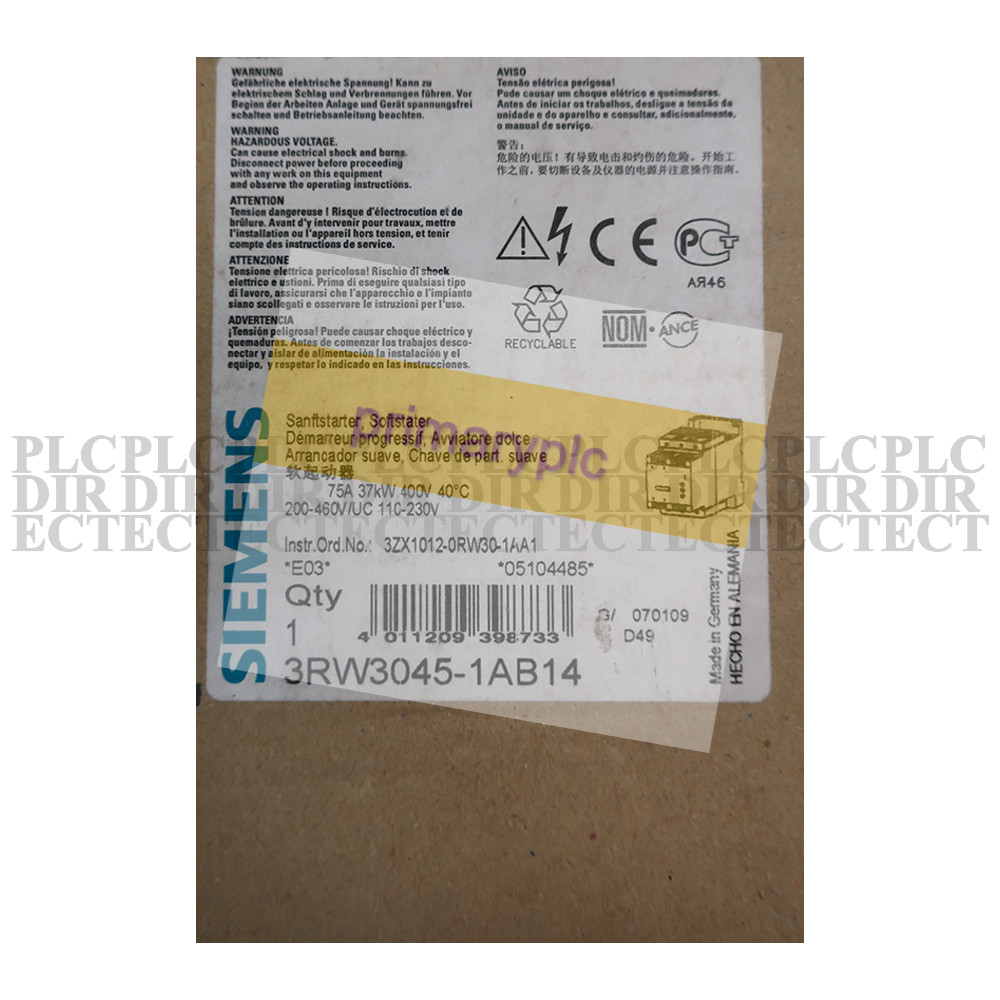 WARNUNG
Gefährliche elektrische Spannung! Kann zu
elektrischem Schlag und Verbrennungen führen. Vor
Beginn der Arbeiten Anlage und Gerät spannungsfrei
schalten und Betriebsanleitung beachten.
WARNING
HAZARDOUS VOLTAGE.
Can cause electrical shock and burns.
Disconnect power before proceeding
with any work on this equipment
and observe the operating instructions.
ATTENTION
Tension dangereuse ! Risque d'électrocution et de
brûlure. Avant d'y intervenir pour travaux, mettre
l'installation ou l'appareil hors tension, et tenir
compte des instructions de service.
ATTENZIONE
Tensione elettrica pericolosa! Rischio di shock
elettrico e ustioni. Prima di eseguire qualsiasi tipo
di lavoro, assicurarsi che l'apparecchio e l'impianto
siano scollegati e osservare le istruzioni per l'uso.
ADVERTENCIA
¡Tensión peligrosa! Puede causar choque eléctrico y
quemaduras. Antes de comenzar los trabajos desco-
nectar y aislar de alimentación la instalación y el
equipo, y respetar lo indicado en las instrucciones.
AVISO
Tensão elétrica perigosa!
Pode causar um choque elétrico e queimaduras.
Antes de iniciar os trabalhos, desligue a tensão da
unidade e do aparelho e consultar, adicionalmente,
o manual de serviço.
警告:
危险的电压！有导致电击和灼伤的危险。开始工
作之前，要切断设备及仪器的电源并注意操作指南。
CE
PCT
АЯ46
RECYCLABLE
NOM·ANCE
SIEMENS
Sanftstarter, Softstater
Démarreur progressif, Avviatore dolce
Arrancador suave, Chave de part. suave
软起动器
75A 37kW 400V 40°C
200-460V/UC 110-230V
Instr.Ord.No.: 3ZX1012-0RW30-1AA1
*E03* *05104485*
Qty
1
4 011209 398733
G/ 070109
D49
3RW3045-1AB14
Made in Germany
HECHO EN ALEMANIA
primaryplc
PLCPLCPLC PLCPLCPLC
DIR DIR DIR DIR DIR DIR
ECTECTECT ECTECTECT